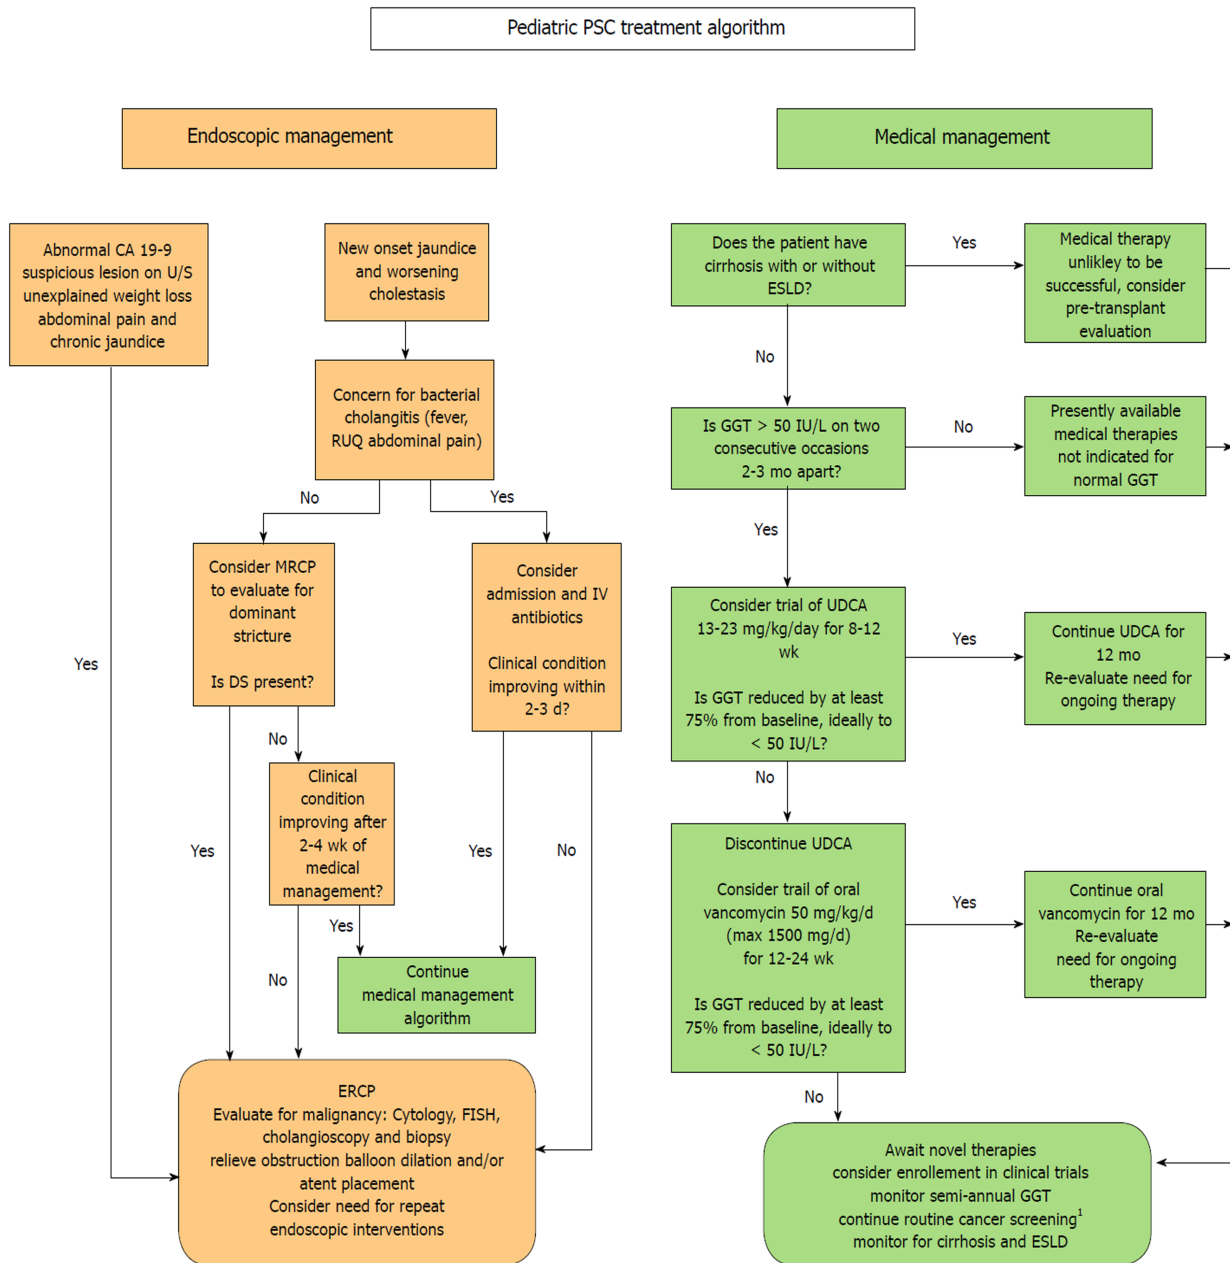 Pediatric PSC treatment algorithm
Endoscopic management
Medical management
Abnormal CA 19-9
suspicious lesion on U/S
unexplained weight loss
abdominal pain and
chronic jaundice
New onset jaundice
and worsening
cholestasis
Concern for bacterial
cholangitis (fever,
RUQ abdominal pain)
No
Yes
Consider MRCP
to evaluate for
dominant
stricture
Is DS present?
Consider
admission and IV
antibiotics
Clinical condition
improving within
2-3 d?
Yes
No
Clinical
condition
improving after
2-4 wk of
medical
management?
Yes
Yes
No
Yes
No
Continue
medical management
algorithm
ERCP
Evaluate for malignancy: Cytology, FISH,
cholangioscopy and biopsy
relieve obstruction balloon dilation and/or
atent placement
Consider need for repeat
endoscopic interventions
Does the patient have
cirrhosis with or without
ESLD?
Yes
Medical therapy
unlikley to be
successful, consider
pre-transplant
evaluation
No
Is GGT > 50 IU/L on two
consecutive occasions
2-3 mo apart?
No
Presently available
medical therapies
not indicated for
normal GGT
Yes
Consider trial of UDCA
13-23 mg/kg/day for 8-12
wk
Is GGT reduced by at least
75% from baseline, ideally to
< 50 IU/L?
Yes
Continue UDCA for
12 mo
Re-evaluate need for
ongoing therapy
No
Discontinue UDCA
Consider trail of oral
vancomycin 50 mg/kg/d
(max 1500 mg/d)
for 12-24 wk
Is GGT reduced by at least
75% from baseline, ideally to
< 50 IU/L?
Yes
Continue oral
vancomycin for 12 mo
Re-evaluate
need for ongoing
therapy
No
Await novel therapies
consider enrollement in clinical trials
monitor semi-annual GGT
continue routine cancer screening¹
monitor for cirrhosis and ESLD